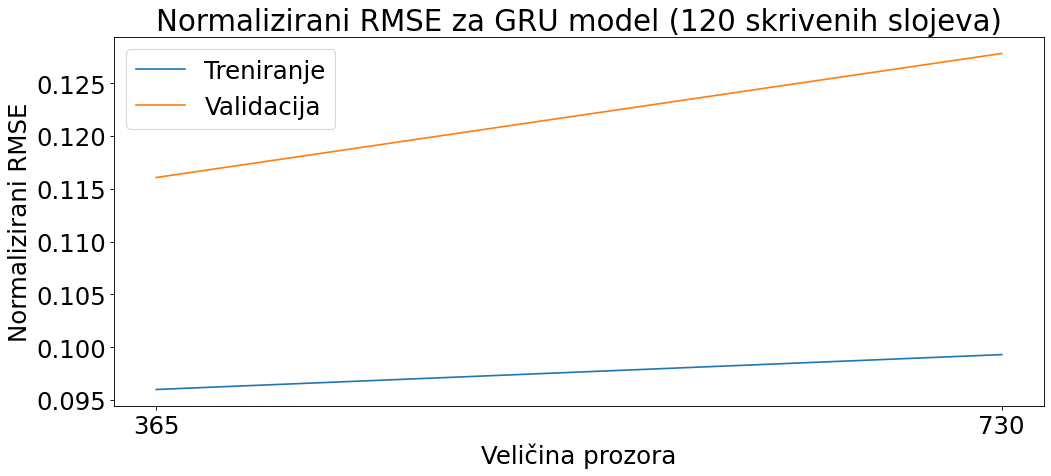 Normalizirani RMSE za GRU model (120 skrivenih slojeva)
Treniranje
Validacija
Normalizirani RMSE
0.125
0.120
0.115
0.110
0.105
0.100
0.095
365
730
Veličina prozora